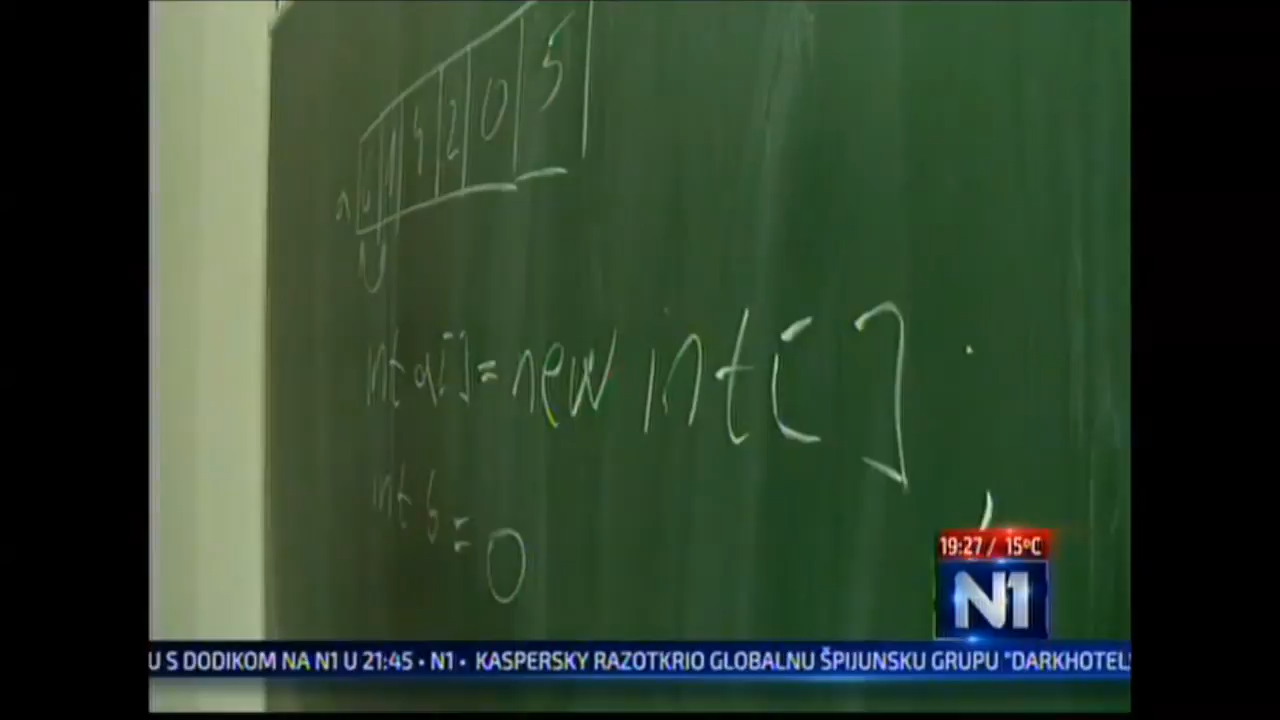 2 0 5
a
int a[] = new int[ ];
int s = 0
19:27 / 15°C
N1
U S DODIKOM NA N1 U 21:45 • N1 • KASPERSKY RAZOTKRIO GLOBALNU ŠPIJUNSKU GRUPU "DARKHOTEL